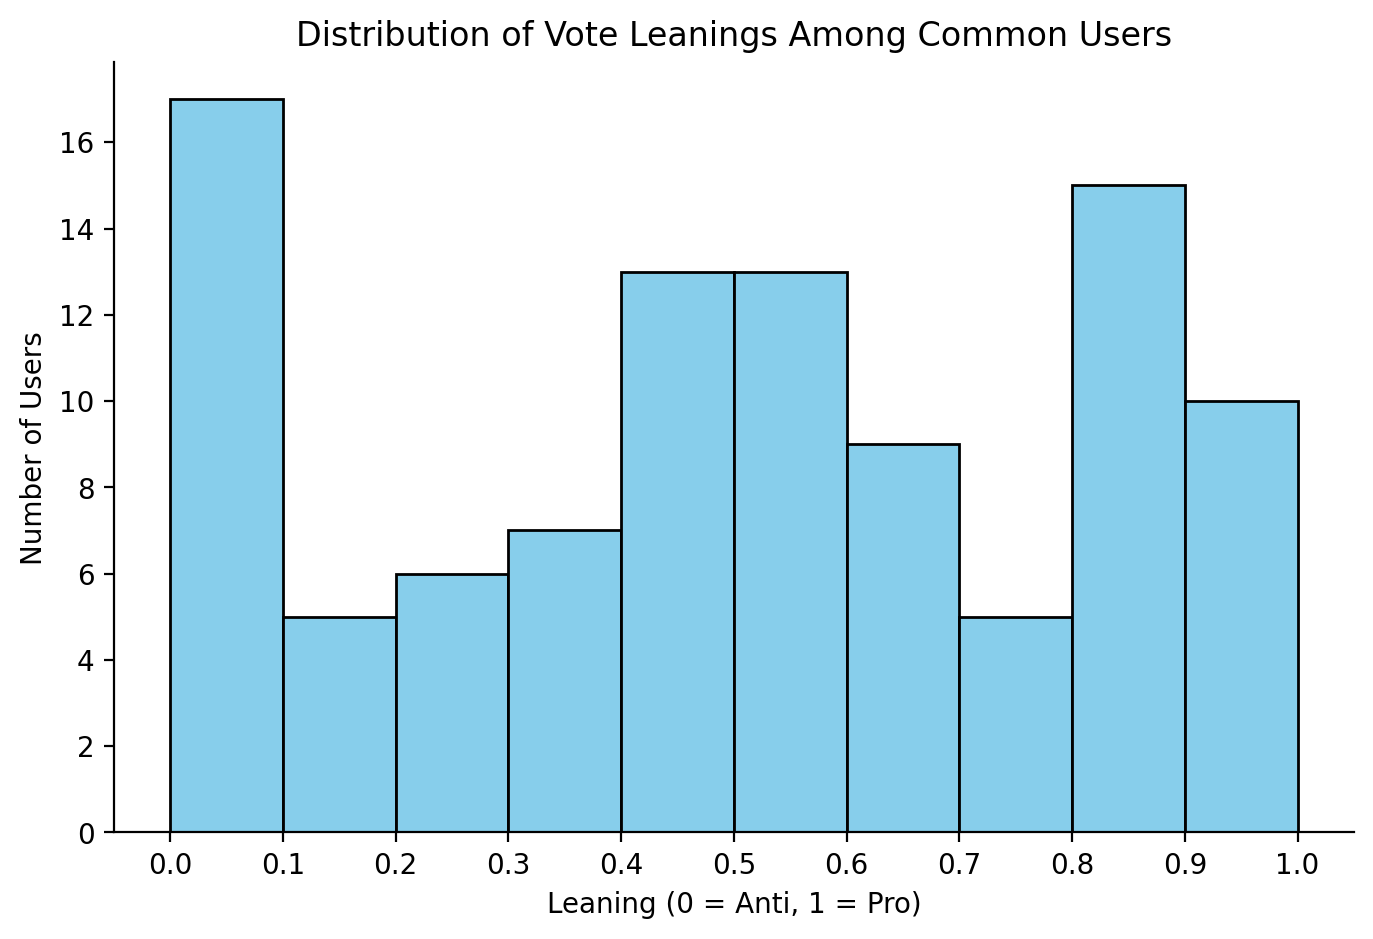 Distribution of Vote Leanings Among Common Users
Number of Users
16
14
12
10
8
6
4
2
0
0.0 0.1 0.2 0.3 0.4 0.5 0.6 0.7 0.8 0.9 1.0
Leaning (0 = Anti, 1 = Pro)